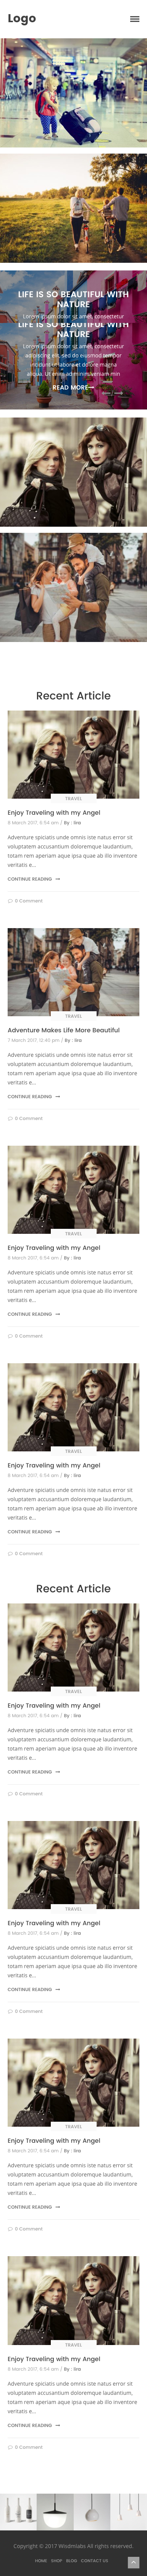 Logo
LIFE IS SO BEAUTIFUL WITH
NATURE
Lorem ipsum dolor sit amet, consectetur
LIFE IS SO BEAUTIFUL WITH
NATURE
Lorem ipsum dolor sit amet, consectetur
adipiscing elit, sed do eiusmod tempor
incididunt ut labore et dolore magna
aliqua. Ut enim ad minim veniam min
READ MORE
Recent Article
TRAVEL
Enjoy Traveling with my Angel
8 March 2017, 6 54 am / By : lira
Adventure spiciatis unde omnis iste natus error sit
voluptatem accusantium doloremque laudantium,
totam rem aperiam aque ipsa quae ab illo inventore
veritatis e...
CONTINUE READING
0 Comment
TRAVEL
Adventure Makes Life More Beautiful
7 March 2017, 12 40 pm / By : lira
Adventure spiciatis unde omnis iste natus error sit
voluptatem accusantium doloremque laudantium,
totam rem aperiam aque ipsa quae ab illo inventore
veritatis e...
CONTINUE READING
0 Comment
TRAVEL
Enjoy Traveling with my Angel
8 March 2017, 6 54 am / By : lira
Adventure spiciatis unde omnis iste natus error sit
voluptatem accusantium doloremque laudantium,
totam rem aperiam aque ipsa quae ab illo inventore
veritatis e...
CONTINUE READING
0 Comment
TRAVEL
Enjoy Traveling with my Angel
8 March 2017, 6 54 am / By : lira
Adventure spiciatis unde omnis iste natus error sit
voluptatem accusantium doloremque laudantium,
totam rem aperiam aque ipsa quae ab illo inventore
veritatis e...
CONTINUE READING
0 Comment
Recent Article
TRAVEL
Enjoy Traveling with my Angel
8 March 2017, 6 54 am / By : lira
Adventure spiciatis unde omnis iste natus error sit
voluptatem accusantium doloremque laudantium,
totam rem aperiam aque ipsa quae ab illo inventore
veritatis e...
CONTINUE READING
0 Comment
TRAVEL
Enjoy Traveling with my Angel
8 March 2017, 6 54 am / By : lira
Adventure spiciatis unde omnis iste natus error sit
voluptatem accusantium doloremque laudantium,
totam rem aperiam aque ipsa quae ab illo inventore
veritatis e...
CONTINUE READING
0 Comment
TRAVEL
Enjoy Traveling with my Angel
8 March 2017, 6 54 am / By : lira
Adventure spiciatis unde omnis iste natus error sit
voluptatem accusantium doloremque laudantium,
totam rem aperiam aque ipsa quae ab illo inventore
veritatis e...
CONTINUE READING
0 Comment
TRAVEL
Enjoy Traveling with my Angel
8 March 2017, 6 54 am / By : lira
Adventure spiciatis unde omnis iste natus error sit
voluptatem accusantium doloremque laudantium,
totam rem aperiam aque ipsa quae ab illo inventore
veritatis e...
CONTINUE READING
0 Comment
Copyright © 2017 Wisdmlabs All rights reserved.
HOME SHOP BLOG CONTACT US